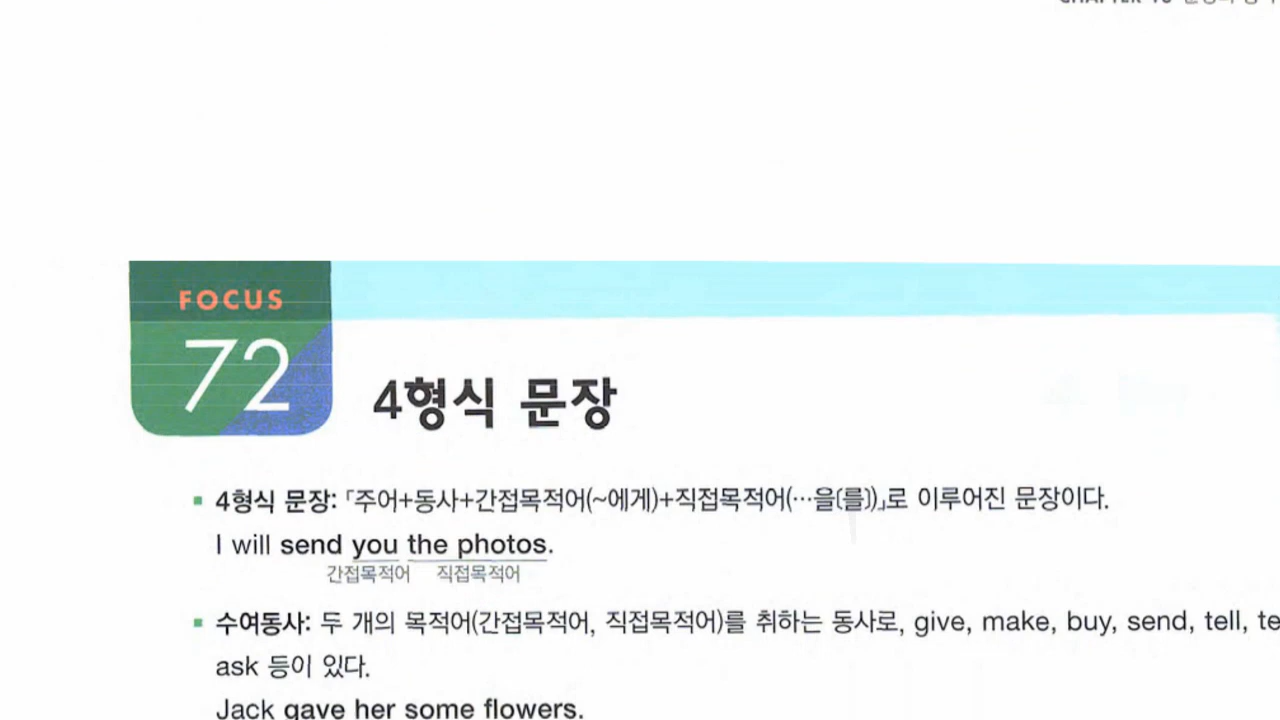 FOCUS
72
4형식 문장
▪ 4형식 문장: 「주어+동사+간접목적어(~에게)+직접목적어(…을(를))」로 이루어진 문장이다.
I will send you the photos.
간접목적어 직접목적어
▪ 수여동사: 두 개의 목적어(간접목적어, 직접목적어)를 취하는 동사로, give, make, buy, send, tell,
ask 등이 있다.
Jack gave her some flowers.